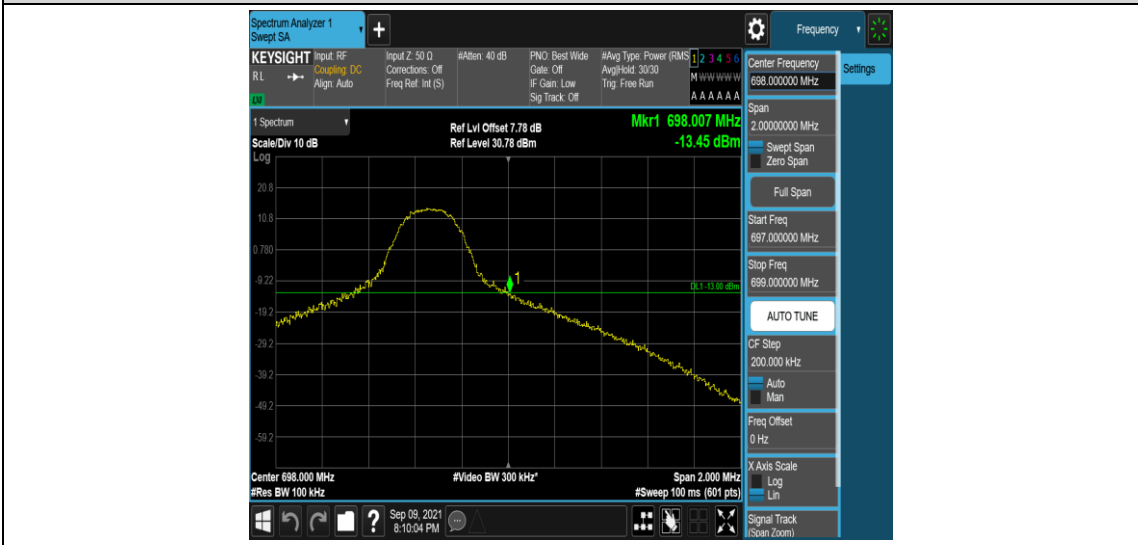 Spectrum Analyzer 1
Swept SA
+
Frequency
KEYSIGHT
RL
LXI
Input: RF
Coupling: DC
Align: Auto
Input Z: 50 Ω
Corrections: Off
Freq Ref: Int (S)
#Atten: 40 dB
PNO: Best Wide
Gate: Off
IF Gain: Low
Sig Track: Off
#Avg Type: Power (RMS
Avg|Hold: 30/30
Trig: Free Run
1 2 3 4 5 6
M W W W W W
A A A A A A
1 Spectrum
Scale/Div 10 dB
Log
Ref Lvl Offset 7.78 dB
Ref Level 30.78 dBm
Mkr1 698.007 MHz
-13.45 dBm
20.8
10.8
0.780
-9.22
-19.2
-29.2
-39.2
-49.2
-59.2
1
DL1 -13.00 dBm
Center 698.000 MHz
#Res BW 100 kHz
#Video BW 300 kHz*
Span 2.000 MHz
#Sweep 100 ms (601 pts)
?
Sep 09, 2021
8:10:04 PM
Center Frequency
698.000000 MHz
Span
2.00000000 MHz
Swept Span
Zero Span
Full Span
Start Freq
697.000000 MHz
Stop Freq
699.000000 MHz
AUTO TUNE
CF Step
200.000 kHz
Auto
Man
Freq Offset
0 Hz
X Axis Scale
Log
Lin
Signal Track
(Span Zoom)
Settings